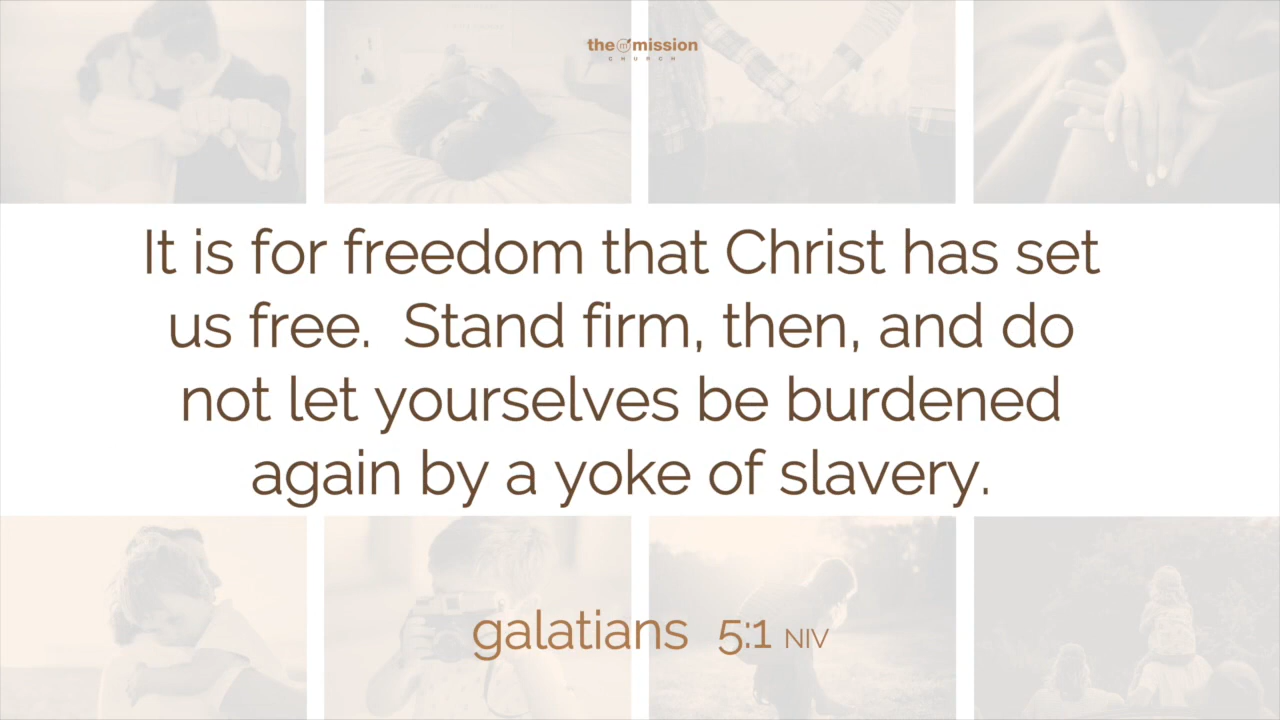 the m mission
CHURCH
It is for freedom that Christ has set
us free.  Stand firm, then, and do
not let yourselves be burdened
again by a yoke of slavery.
galatians 5:1 NIV